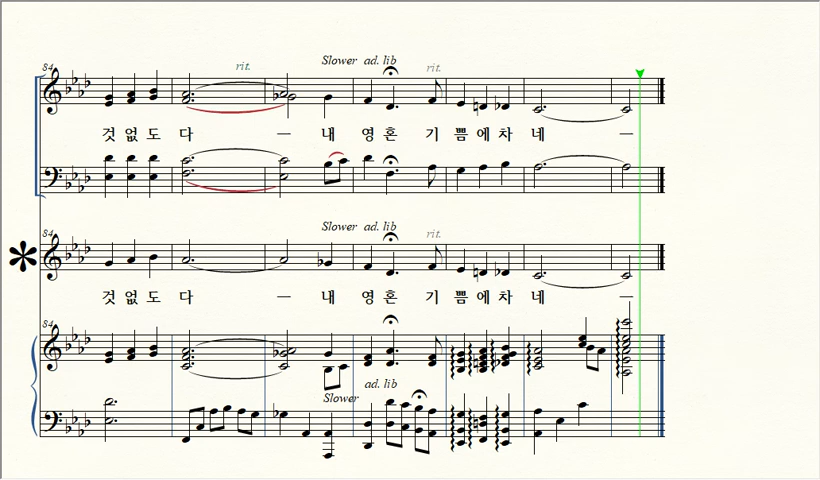 rit.
Slower ad. lib
rit.
84
것 없 도 다 — 내 영 혼 기 쁨 에 차 네 —
Slower ad. lib
rit.
84
것 없 도 다 — 내 영 혼 기 쁨 에 차 네 —
84
ad. lib
Slower